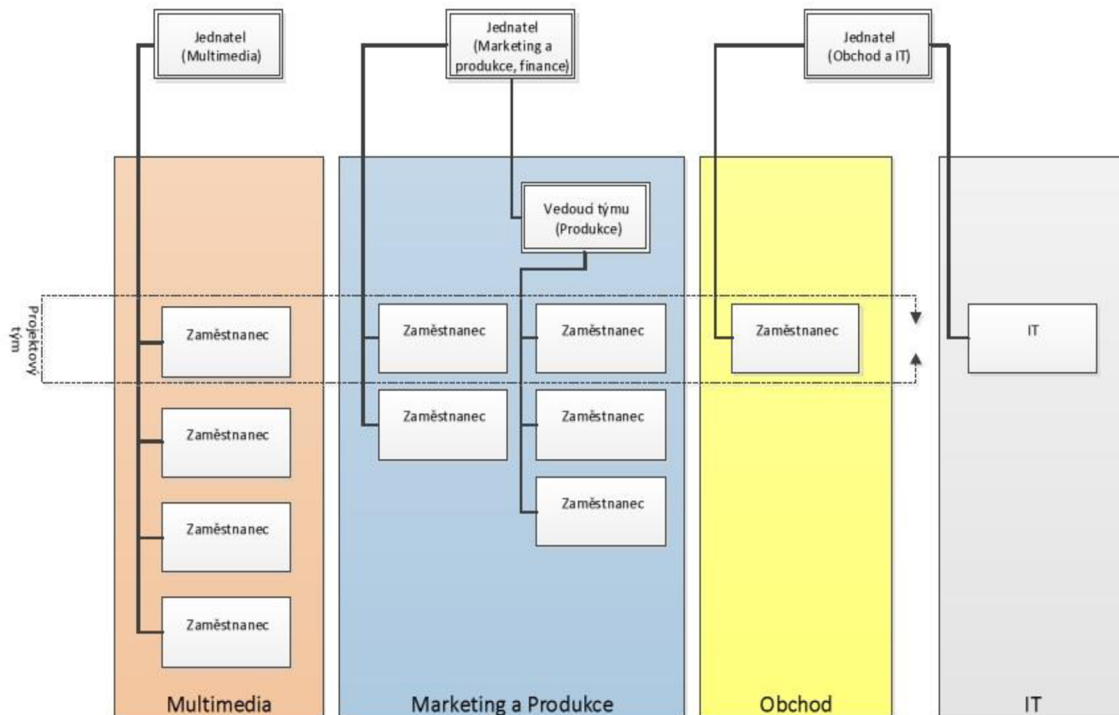 Jednatel
(Multimedia)
Jednatel
(Marketing a
produkce, finance)
Jednatel
(Obchod a IT)
Vedoucí týmu
(Produkce)
Projektový
tým
Zaměstnanec
Zaměstnanec
Zaměstnanec
Zaměstnanec
IT
Zaměstnanec
Zaměstnanec
Zaměstnanec
Zaměstnanec
Zaměstnanec
Zaměstnanec
Multimedia
Marketing a Produkce
Obchod
IT